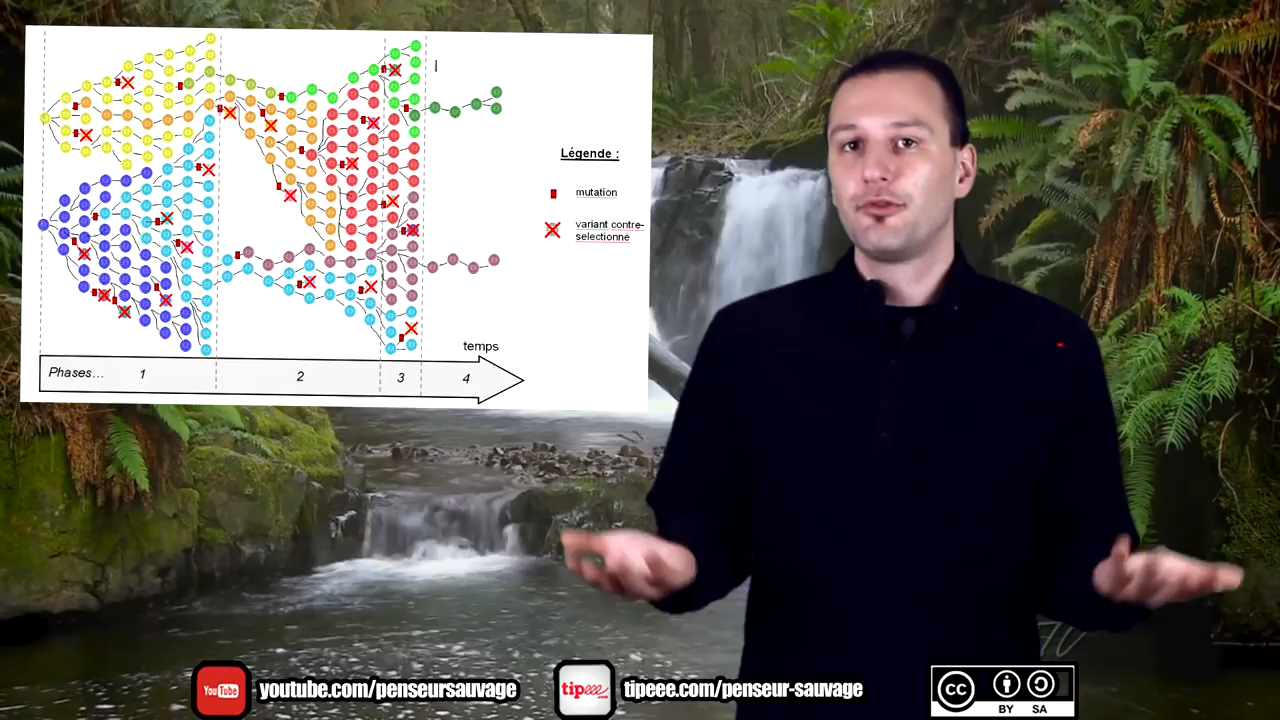 Légende :
mutation
variant contre-
selectionné
temps
Phases... 1 2 3 4
YouTube
youtube.com/penseursauvage
tipeee
tipeee.com/penseur-sauvage
cc
BY SA